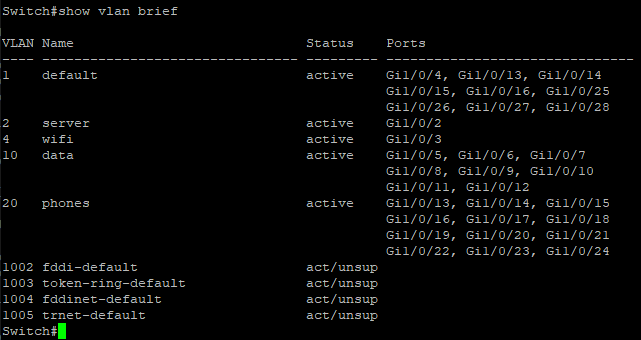 Switch#show vlan brief
VLAN Name                             Status    Ports
---- -------------------------------- --------- -------------------------------
1    default                          active    Gi1/0/4, Gi1/0/13, Gi1/0/14
                                                Gi1/0/15, Gi1/0/16, Gi1/0/25
                                                Gi1/0/26, Gi1/0/27, Gi1/0/28
2    server                           active    Gi1/0/2
4    wifi                             active    Gi1/0/3
10   data                             active    Gi1/0/5, Gi1/0/6, Gi1/0/7
                                                Gi1/0/8, Gi1/0/9, Gi1/0/10
                                                Gi1/0/11, Gi1/0/12
20   phones                           active    Gi1/0/13, Gi1/0/14, Gi1/0/15
                                                Gi1/0/16, Gi1/0/17, Gi1/0/18
                                                Gi1/0/19, Gi1/0/20, Gi1/0/21
                                                Gi1/0/22, Gi1/0/23, Gi1/0/24
1002 fddi-default                     act/unsup
1003 token-ring-default               act/unsup
1004 fddinet-default                  act/unsup
1005 trnet-default                    act/unsup
Switch#